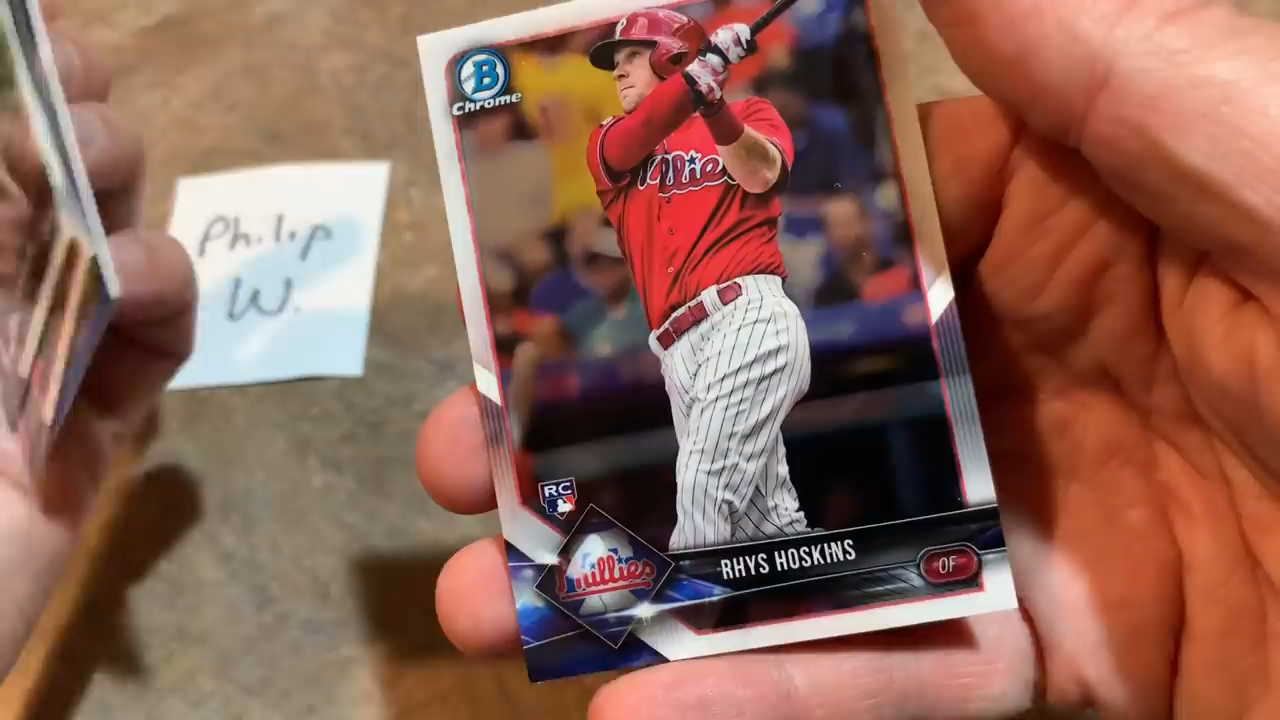 B
Chrome
P
Phillies
Philip
W.
RC
Phillies
RHYS HOSKINS
OF